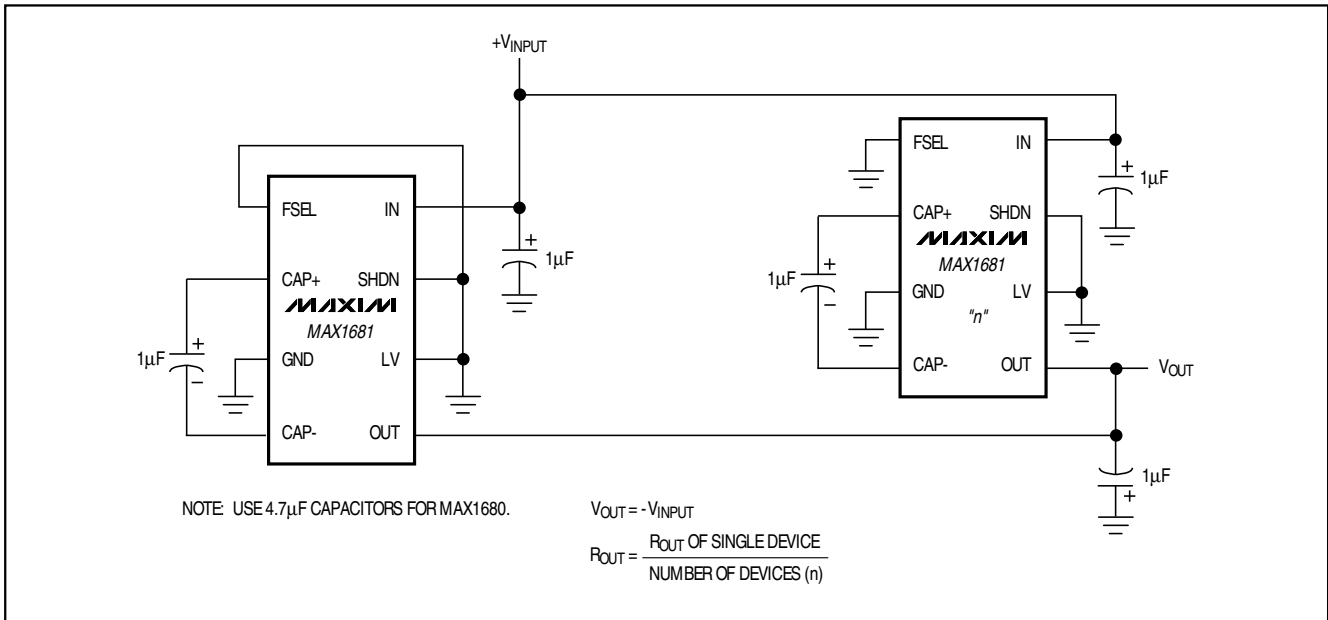 +VINPUT
FSEL IN
CAP+ SHDN
MAXIM
MAX1681
GND LV
CAP- OUT
1µF
1µF
FSEL IN
CAP+ SHDN
MAXIM
MAX1681
GND LV
"n"
CAP- OUT
1µF
1µF
VOUT
1µF
NOTE: USE 4.7µF CAPACITORS FOR MAX1680.
VOUT = -VINPUT
ROUT = ROUT OF SINGLE DEVICE
NUMBER OF DEVICES (n)
+
+
−
+
+
−
+